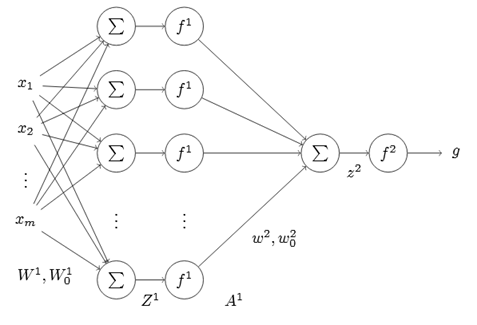 ∑ f¹
x₁ ∑ f¹
x₂
∑ f¹ ∑ f² g
z²
⋮
xₘ ⋮ ⋮
w², w₀²
W¹, W₀¹ ∑ f¹
Z¹ A¹